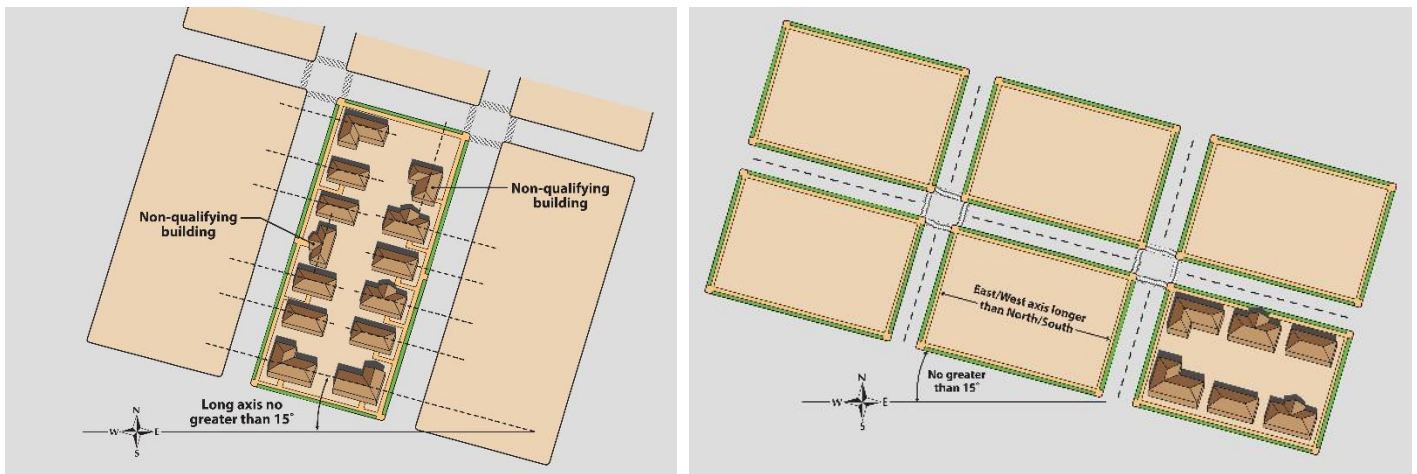 Non-qualifying
building
Non-qualifying
building
Long axis no
greater than 15°
N
W E
S
East/West axis longer
than North/South
No greater
than 15°
N
W E
S